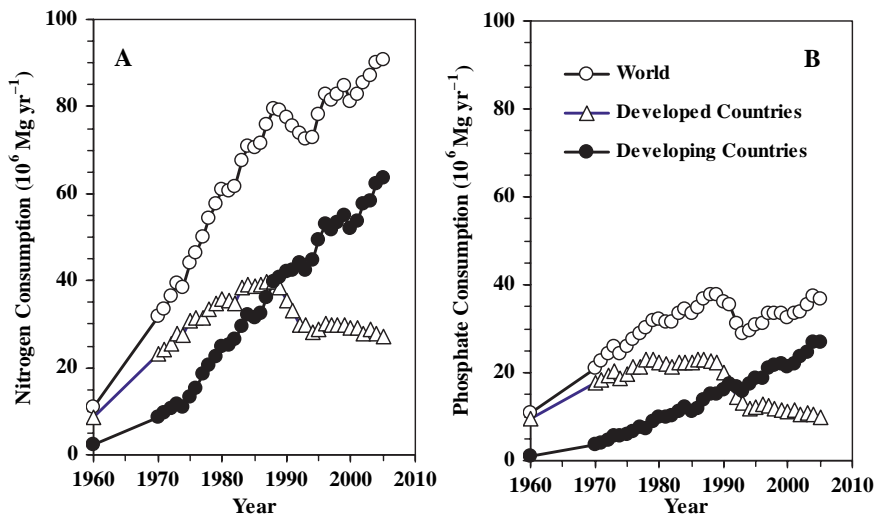 100
80
60
40
20
0
Nitrogen Consumption (10⁶ Mg yr⁻¹)
A
1960 1970 1980 1990 2000 2010
Year
100
80
60
40
20
0
Phosphate Consumption (10⁶ Mg yr⁻¹)
B
World
Developed Countries
Developing Countries
1960 1970 1980 1990 2000 2010
Year